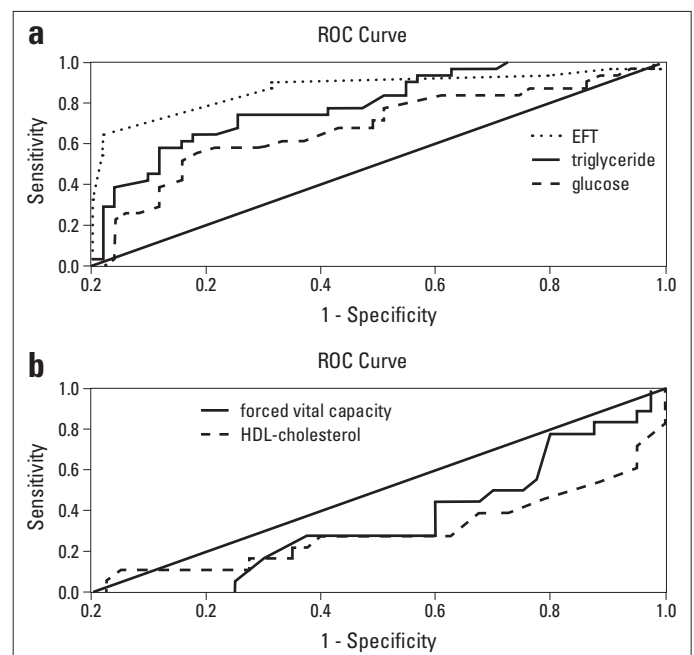 a
ROC Curve
1.0
0.8
0.6
0.4
0.2
0.0
Sensitivity
EFT
triglyceride
glucose
0.2 0.2 0.4 0.6 0.8 1.0
1 - Specificity
b
ROC Curve
1.0
0.8
0.6
0.4
0.2
0.0
Sensitivity
forced vital capacity
HDL-cholesterol
0.2 0.2 0.4 0.6 0.8 1.0
1 - Specificity